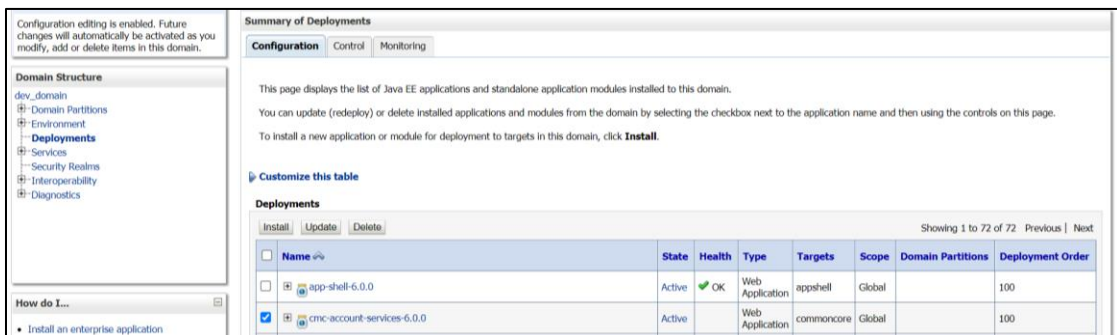 Configuration editing is enabled. Future
changes will automatically be activated as you
modify, add or delete items in this domain.
Domain Structure
dev_domain
Domain Partitions
Environment
Deployments
Services
Security Realms
Interoperability
Diagnostics
How do I...
Install an enterprise application
Summary of Deployments
Configuration Control Monitoring
This page displays the list of Java EE applications and standalone application modules installed to this domain.
You can update (redeploy) or delete installed applications and modules from the domain by selecting the checkbox next to the application name and then using the controls on this page.
To install a new application or module for deployment to targets in this domain, click Install.
Customize this table
Deployments
Install Update Delete Showing 1 to 72 of 72 Previous | Next
Name State Health Type Targets Scope Domain Partitions Deployment Order
app-shell-6.0.0 Active OK Web Application appshell Global 100
cmc-account-services-6.0.0 Active Web Application commoncore Global 100